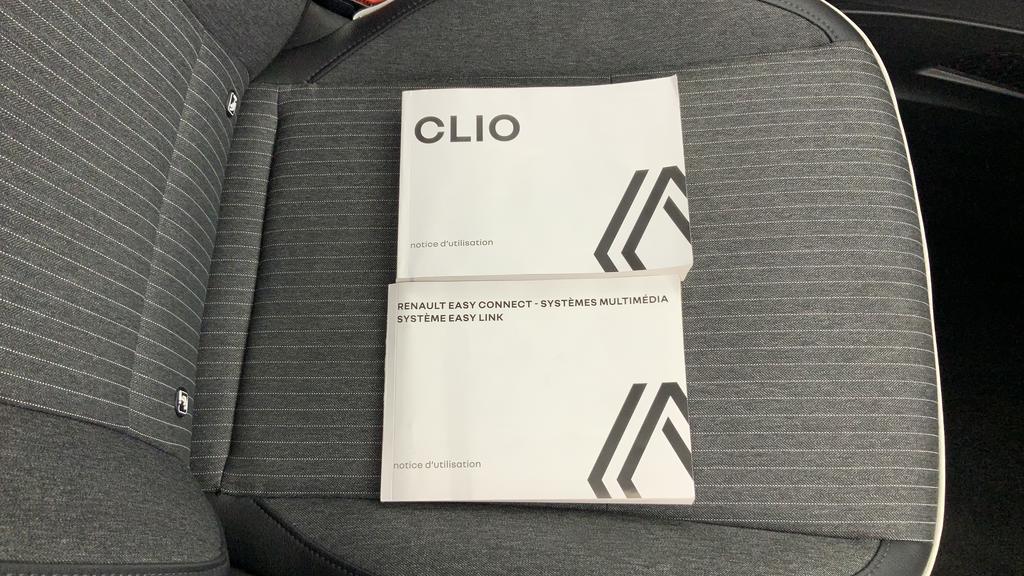 CLIO
notice d'utilisation
RENAULT EASY CONNECT - SYSTÈMES MULTIMÉDIA
SYSTÈME EASY LINK
notice d'utilisation